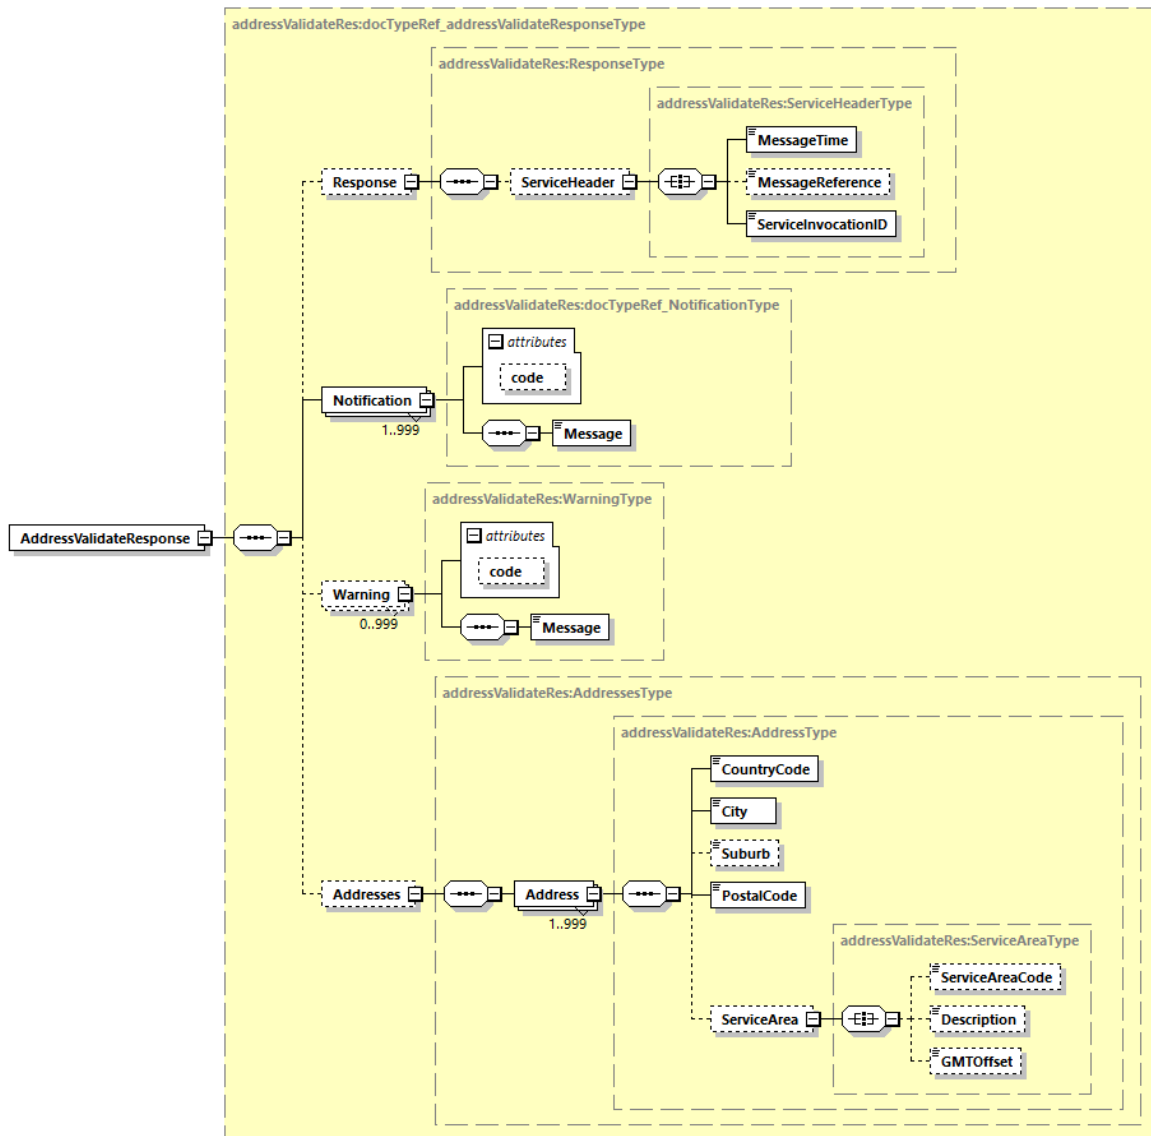 addressValidateRes:docTypeRef_addressValidateResponseType
addressValidateRes:ResponseType
addressValidateRes:ServiceHeaderType
MessageTime
Response
ServiceHeader
MessageReference
ServiceInvocationID
addressValidateRes:docTypeRef_NotificationType
attributes
code
Notification
1..999
Message
addressValidateRes:WarningType
attributes
AddressValidateResponse
code
Warning
0..999
Message
addressValidateRes:AddressesType
addressValidateRes:AddressType
CountryCode
City
Suburb
Addresses
Address
PostalCode
1..999
addressValidateRes:ServiceAreaType
ServiceAreaCode
ServiceArea
Description
GMTOffset